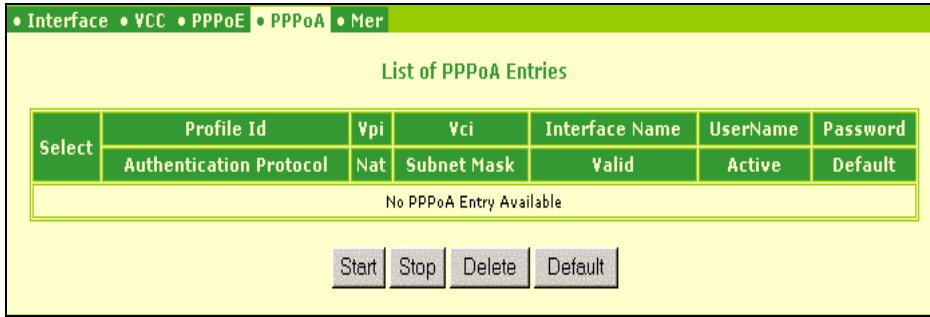 • Interface • VCC • PPPoE • PPPoA • Mer
List of PPPoA Entries
Select Profile Id Vpi Vci Interface Name UserName Password
Authentication Protocol Nat Subnet Mask Valid Active Default
No PPPoA Entry Available
Start Stop Delete Default